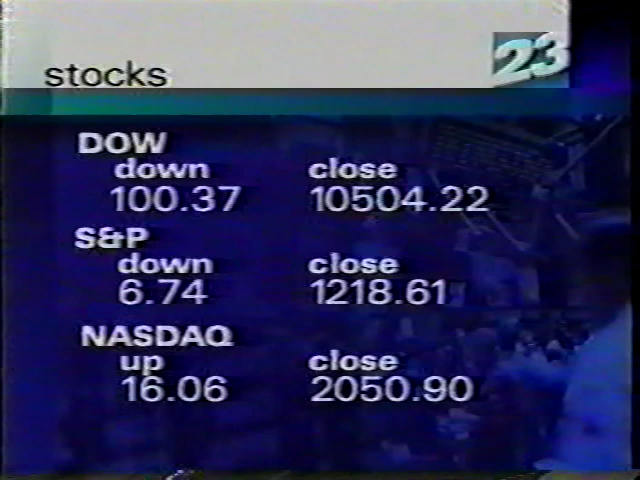 stocks
23
DOW
down close
100.37 10504.22
S&P
down close
6.74 1218.61
NASDAQ
up close
16.06 2050.90